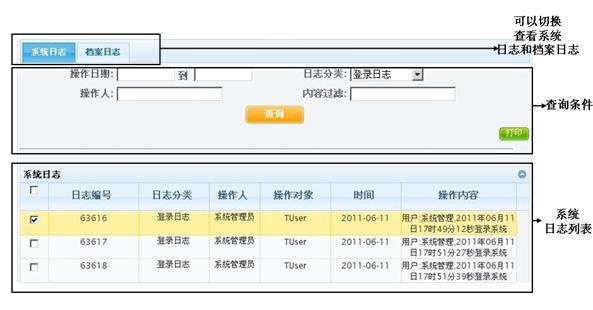 可以切换
查看系统
日志和档案日志
系统日志 档案日志
操作日期: 到 日志分类: 登录日志
操作人: 内容过滤:
查询
查询条件
打印
系统日志
日志编号 日志分类 操作人 操作对象 时间 操作内容
63616 登录日志 系统管理员 TUser 2011-06-11 用户:系统管理,2011年06月11
日17时49分12秒登录系统
63617 登录日志 系统管理员 TUser 2011-06-11 用户:系统管理,2011年06月11
日17时51分27秒登录系统
63618 登录日志 系统管理员 TUser 2011-06-11 用户:系统管理,2011年06月11
日17时51分39秒登录系统
系统
日志列表